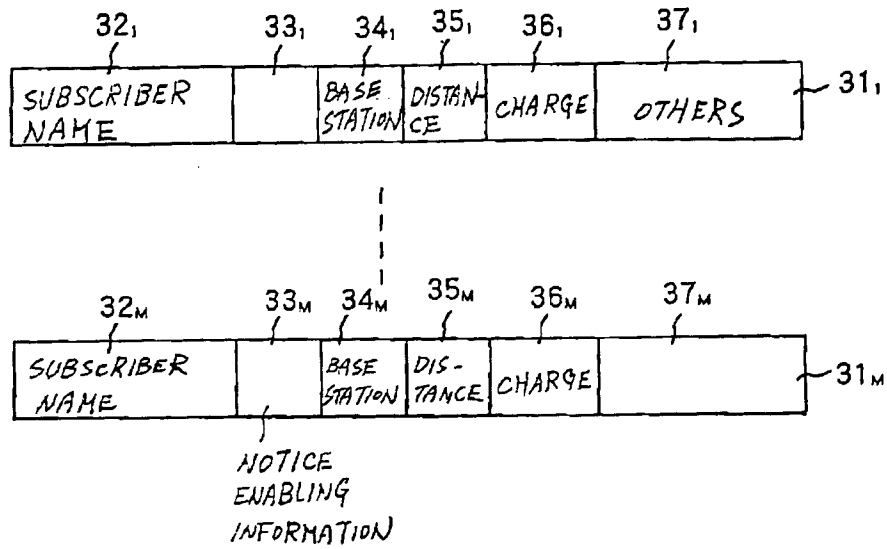 32₁ 33₁ 34₁ 35₁ 36₁ 37₁
SUBSCRIBER NAME
BASE STATION
DISTAN-
CE
CHARGE
OTHERS
31₁
32M 33M 34M 35M 36M 37M
SUBSCRIBER NAME
BASE STATION
DIS-
TANCE
CHARGE
31M
NOTICE
ENABLING
INFORMATION